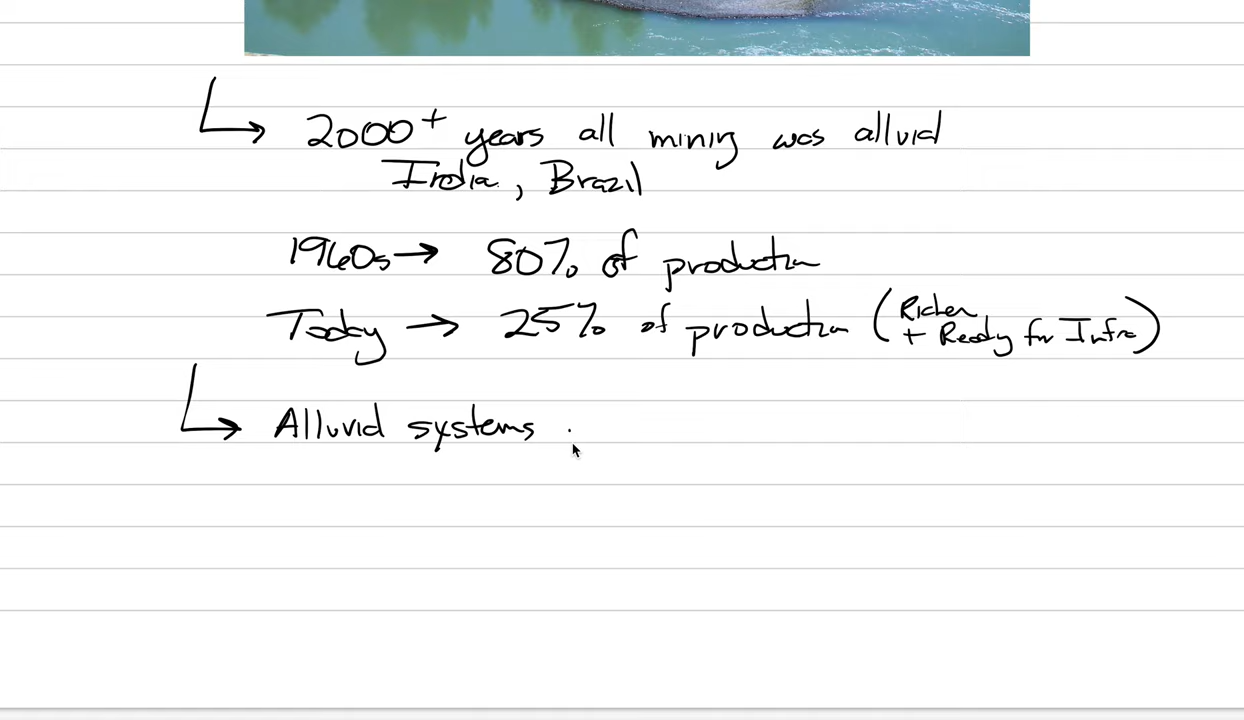 2000+ years all mining was alluvial
India, Brazil
1960s → 80% of production
Today → 25% of production (Richer + Ready for Infra)
Alluvial systems